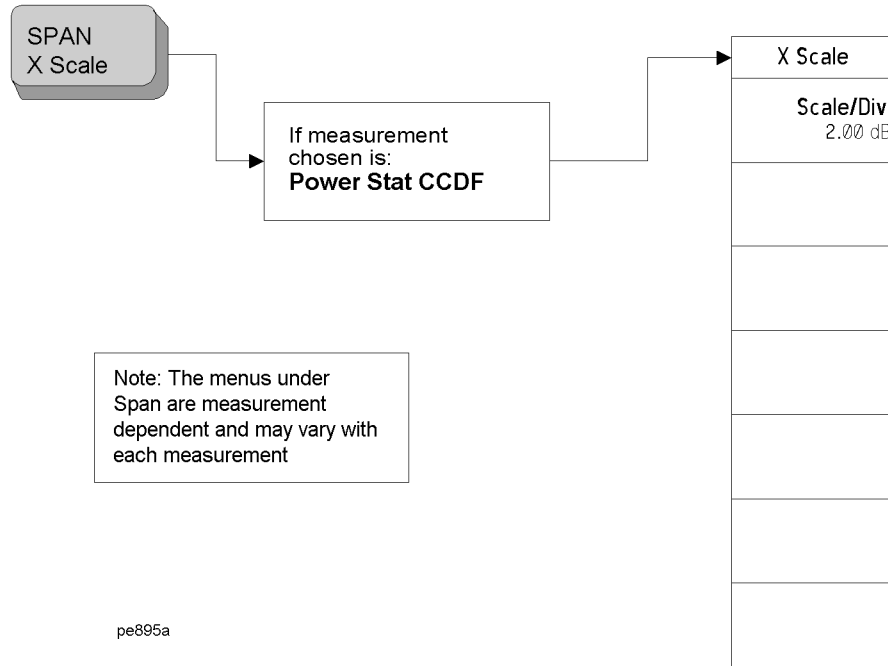 SPAN
X Scale
If measurement
chosen is:
Power Stat CCDF
X Scale
Scale/Div
2.00 dB
Note: The menus under
Span are measurement
dependent and may vary with
each measurement
pe895a